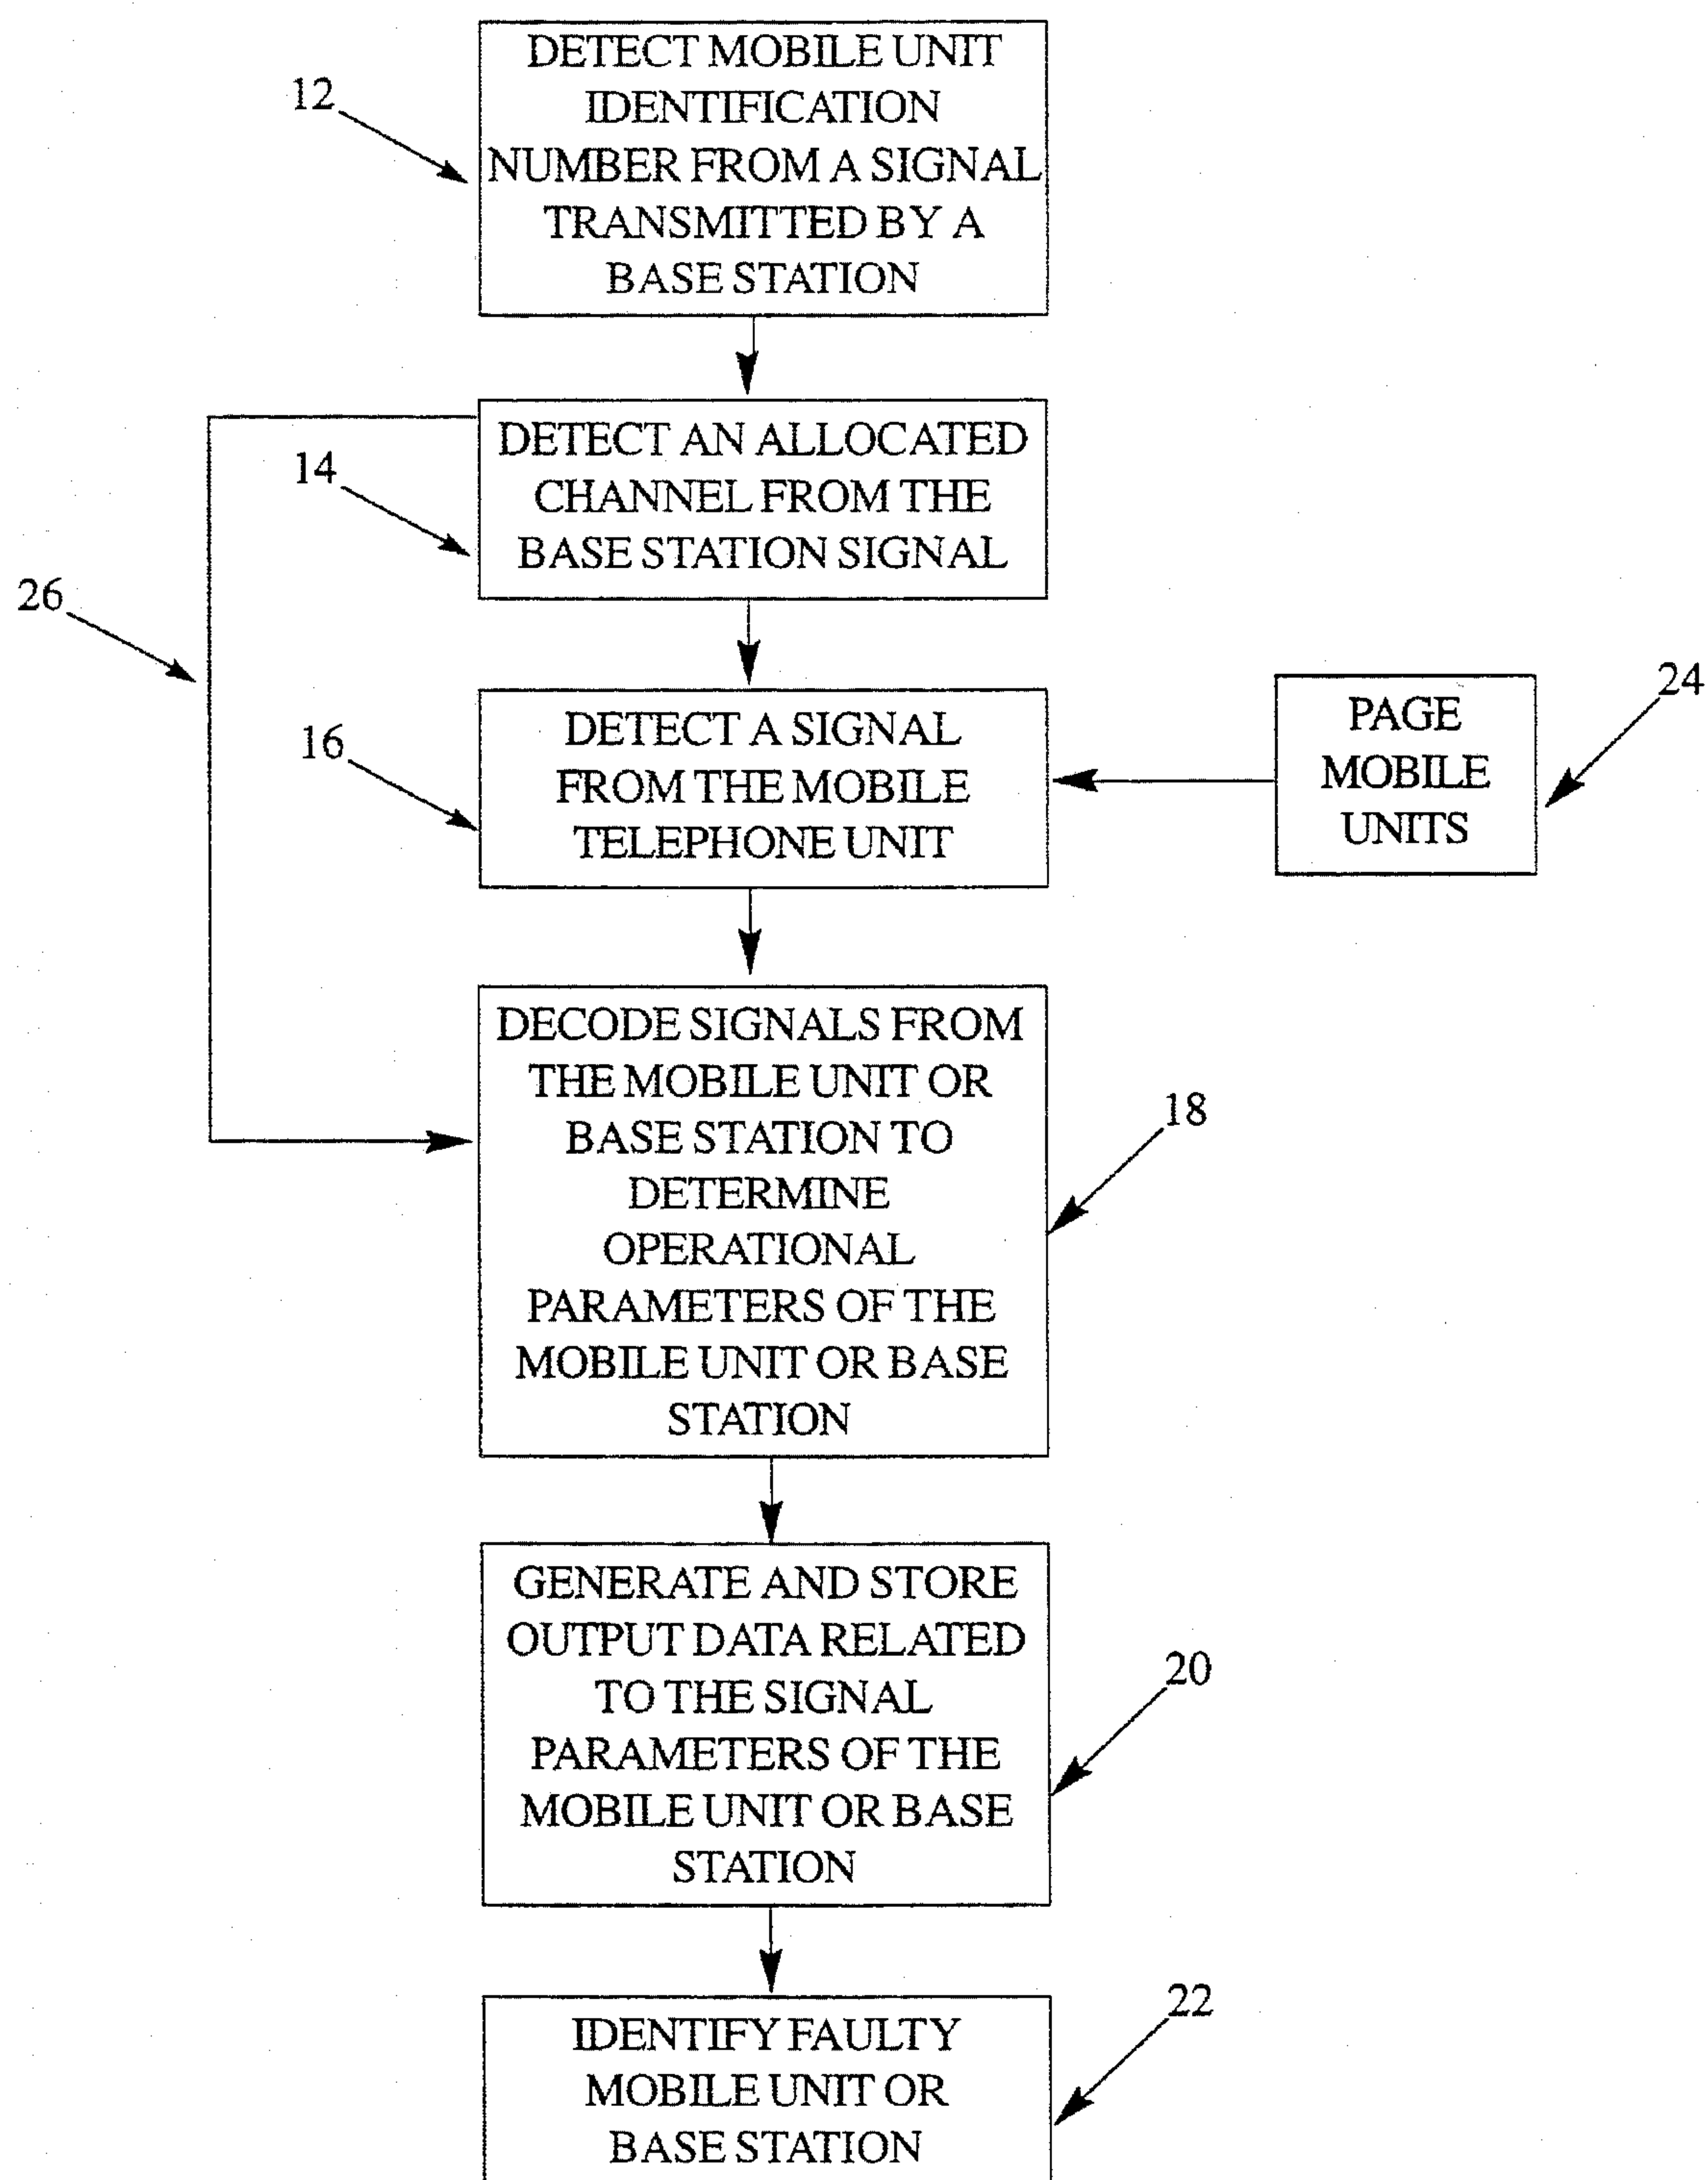 12
DETECT MOBILE UNIT
IDENTIFICATION
NUMBER FROM A SIGNAL
TRANSMITTED BY A
BASE STATION
14
DETECT AN ALLOCATED
CHANNEL FROM THE
BASE STATION SIGNAL
26
16
DETECT A SIGNAL
FROM THE MOBILE
TELEPHONE UNIT
PAGE
MOBILE
UNITS
24
DECODE SIGNALS FROM
THE MOBILE UNIT OR
BASE STATION TO
DETERMINE
OPERATIONAL
PARAMETERS OF THE
MOBILE UNIT OR BASE
STATION
18
GENERATE AND STORE
OUTPUT DATA RELATED
TO THE SIGNAL
PARAMETERS OF THE
MOBILE UNIT OR BASE
STATION
20
IDENTIFY FAULTY
MOBILE UNIT OR
BASE STATION
22